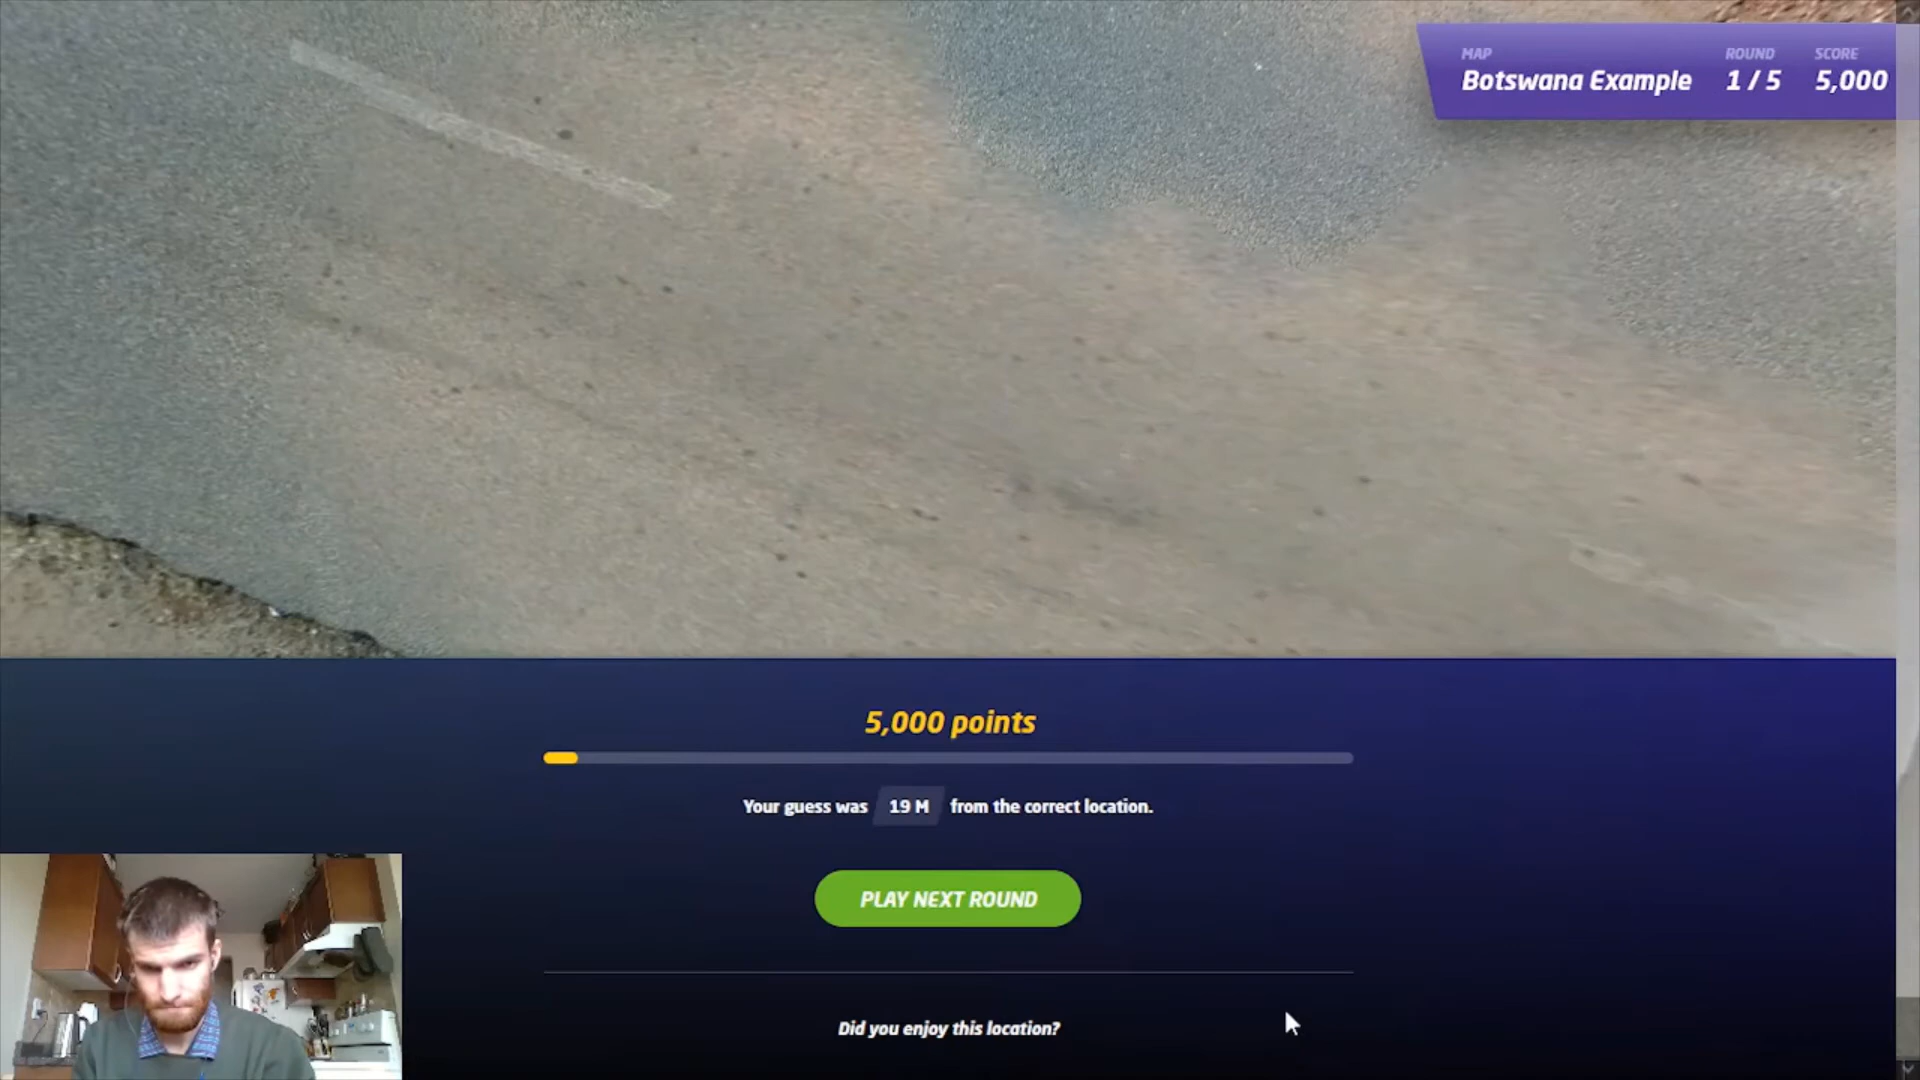 MAP ROUND SCORE
Botswana Example 1 / 5 5,000
5,000 points
Your guess was 19 M from the correct location.
PLAY NEXT ROUND
Did you enjoy this location?